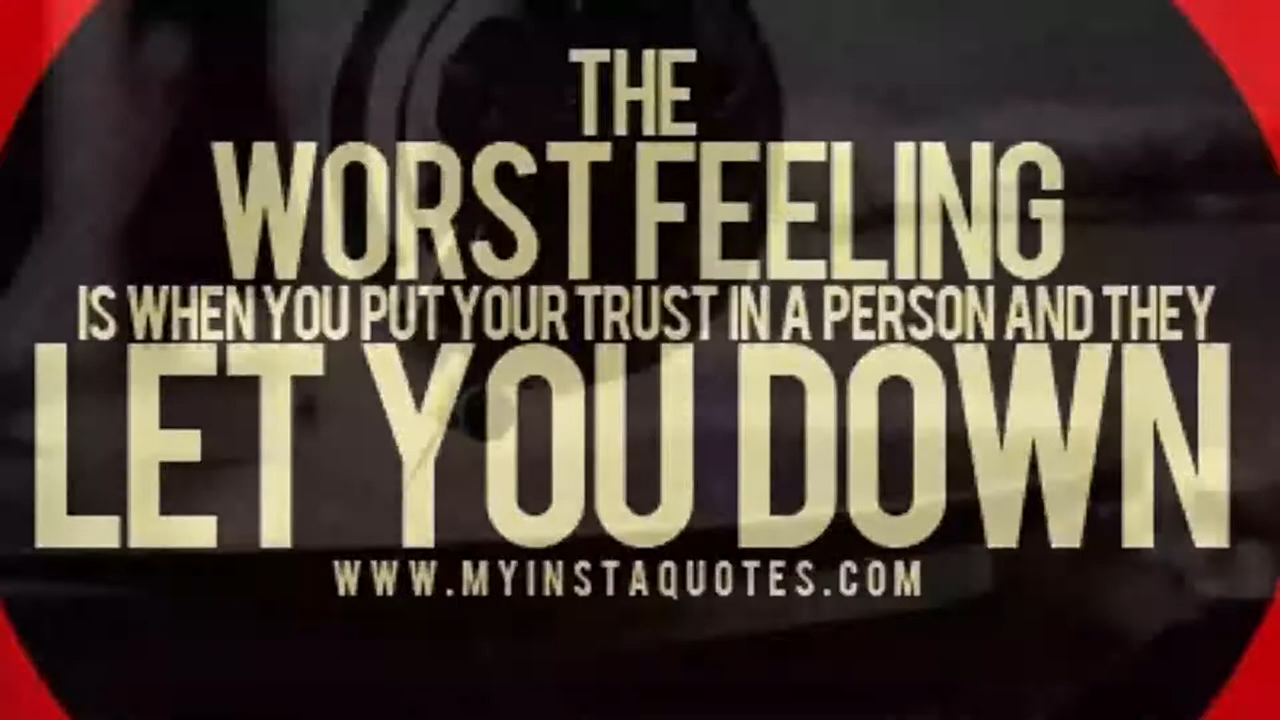 THE
WORST FEELING
IS WHEN YOU PUT YOUR TRUST IN A PERSON AND THEY
LET YOU DOWN
WWW.MYINSTAQUOTES.COM